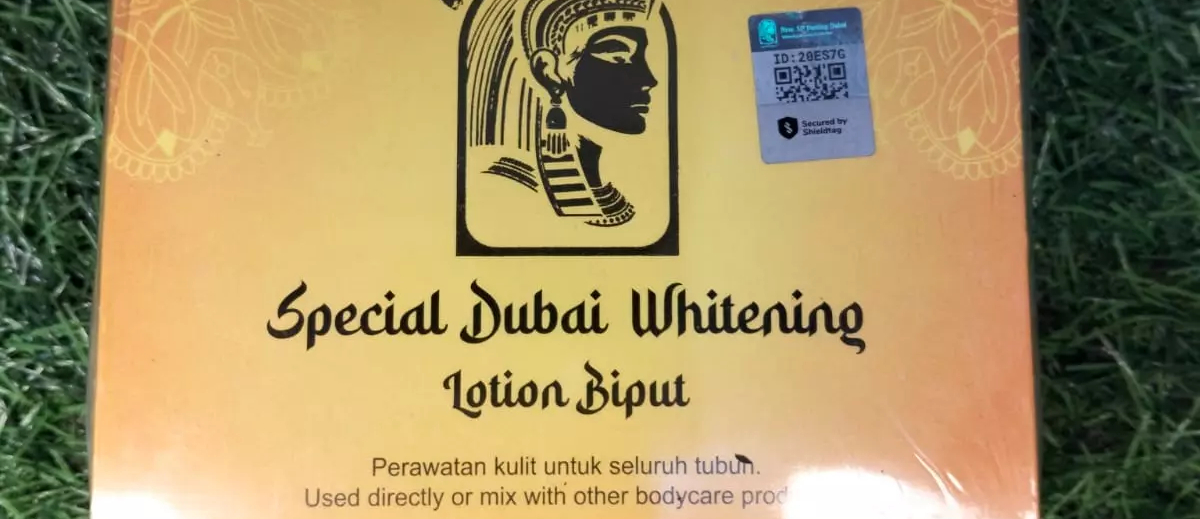 ID:20ES7G
Secured by
Shieldtag
Special Dubai Whitening
Lotion Biput
Perawatan kulit untuk seluruh tubuh.
Used directly or mix with other bodycare